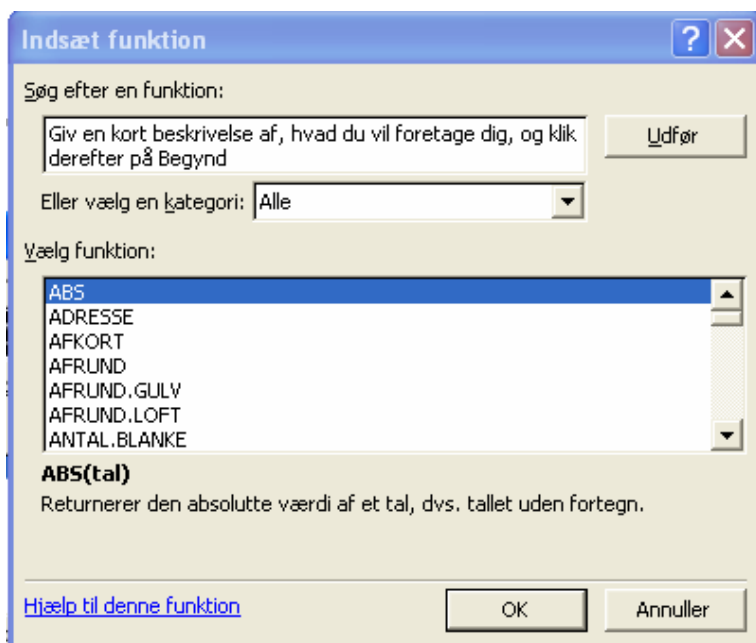 Indsæt funktion
Søg efter en funktion:
Giv en kort beskrivelse af, hvad du vil foretage dig, og klik
derefter på Begynd
Udfør
Eller vælg en kategori: Alle
Vælg funktion:
ABS
ADRESSE
AFKORT
AFRUND
AFRUND.GULV
AFRUND.LOFT
ANTAL.BLANKE
ABS(tal)
Returnerer den absolutte værdi af et tal, dvs. tallet uden fortegn.
Hjælp til denne funktion
OK
Annuller